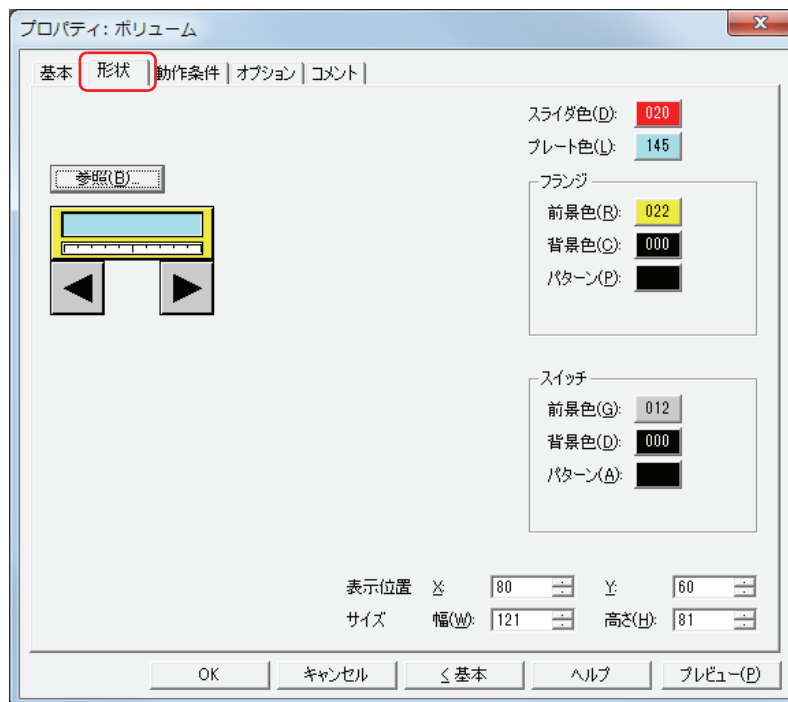 プロパティ: ボリューム
x
基本 形状 動作条件 オプション コメント
スライダ色(D): 020
プレート色(L): 145
参照(B)...
フランジ
前景色(R): 022
背景色(C): 000
パターン(P):
スイッチ
前景色(G): 012
背景色(D): 000
パターン(A):
表示位置 X: 80 Y: 60
サイズ 幅(W): 121 高さ(H): 81
OK キャンセル < 基本 ヘルプ プレビュー(P)